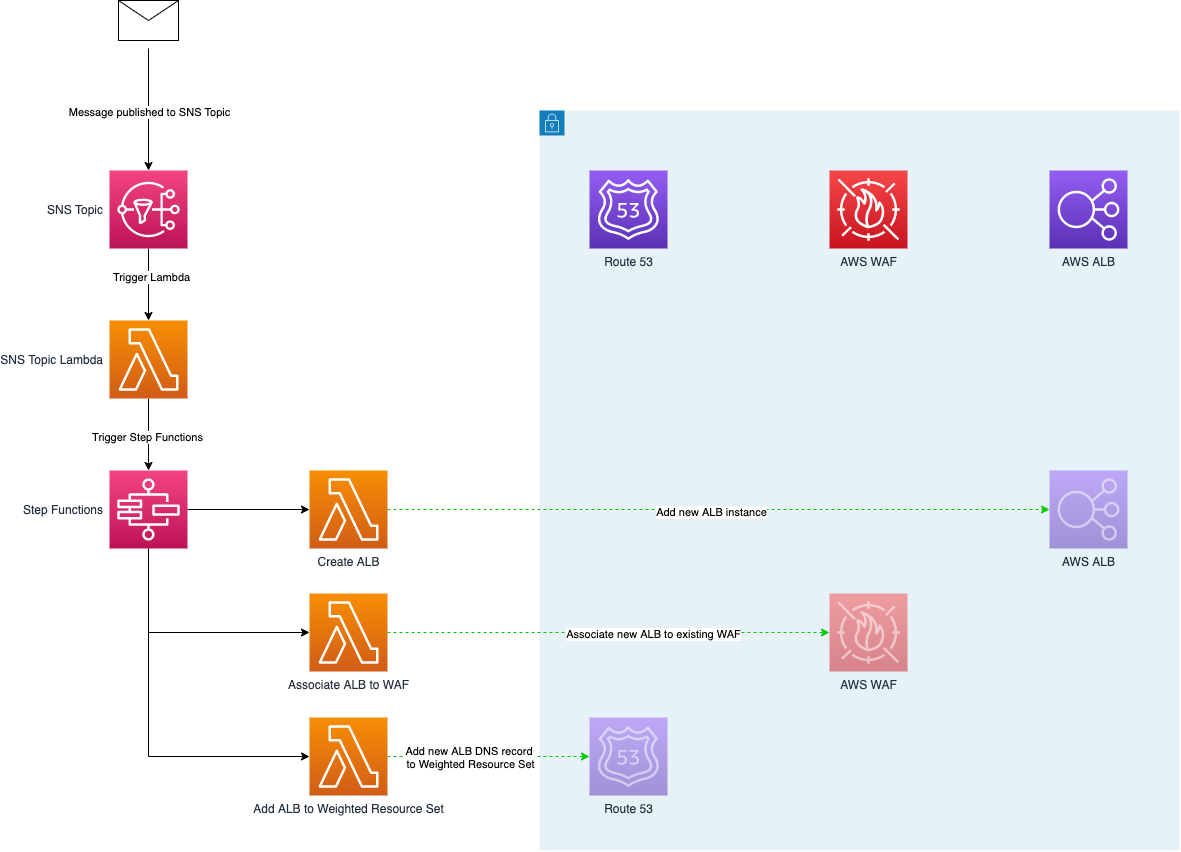 Message published to SNS Topic
SNS Topic
53
53
Route 53
AWS WAF
AWS ALB
Trigger Lambda
SNS Topic Lambda
Trigger Step Functions
Step Functions
Create ALB
Add new ALB instance
AWS ALB
Associate ALB to WAF
Associate new ALB to existing WAF
AWS WAF
Add new ALB DNS record
to Weighted Resource Set
Add ALB to Weighted Resource Set
Route 53